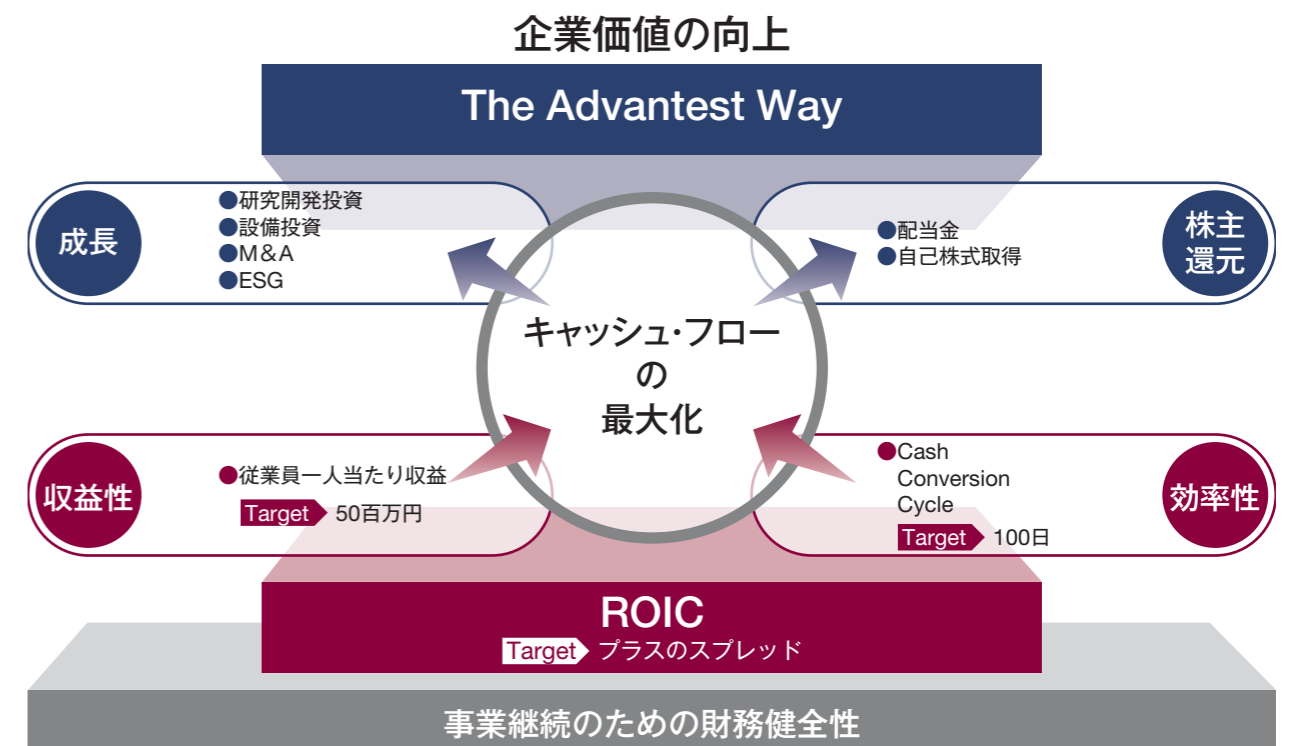 企業価値の向上
The Advantest Way
成長
●研究開発投資
●設備投資
●M&A
●ESG
●配当金
●自己株式取得
株主
還元
キャッシュ・フロー
の
最大化
収益性
●従業員一人当たり収益
Target 50百万円
●Cash
Conversion
Cycle
Target 100日
効率性
ROIC
Target プラスのスプレッド
事業継続のための財務健全性